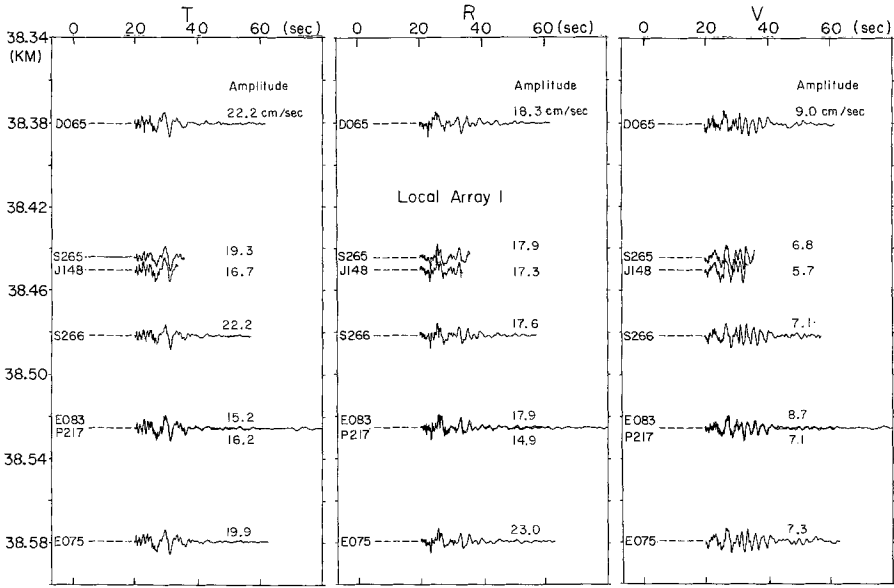 T R V
0 20 40 60 (sec) 0 20 40 60 (sec) 0 20 40 60 (sec)
38.34
(KM)
Amplitude Amplitude Amplitude
22.2 cm/sec 18.3 cm/sec 9.0 cm/sec
38.38 D065 D065 D065
Local Array I
38.42
19.3 17.9 6.8
S265 S265 S265
J148 16.7 J148 17.3 J148 5.7
38.46
22.2 17.6 7.1
S266 S266 S266
38.50
E083 15.2 E083 17.9 E083 8.7
P217 16.2 P217 14.9 P217 7.1
38.54
19.9 23.0 7.3
38.58 E075 E075 E075